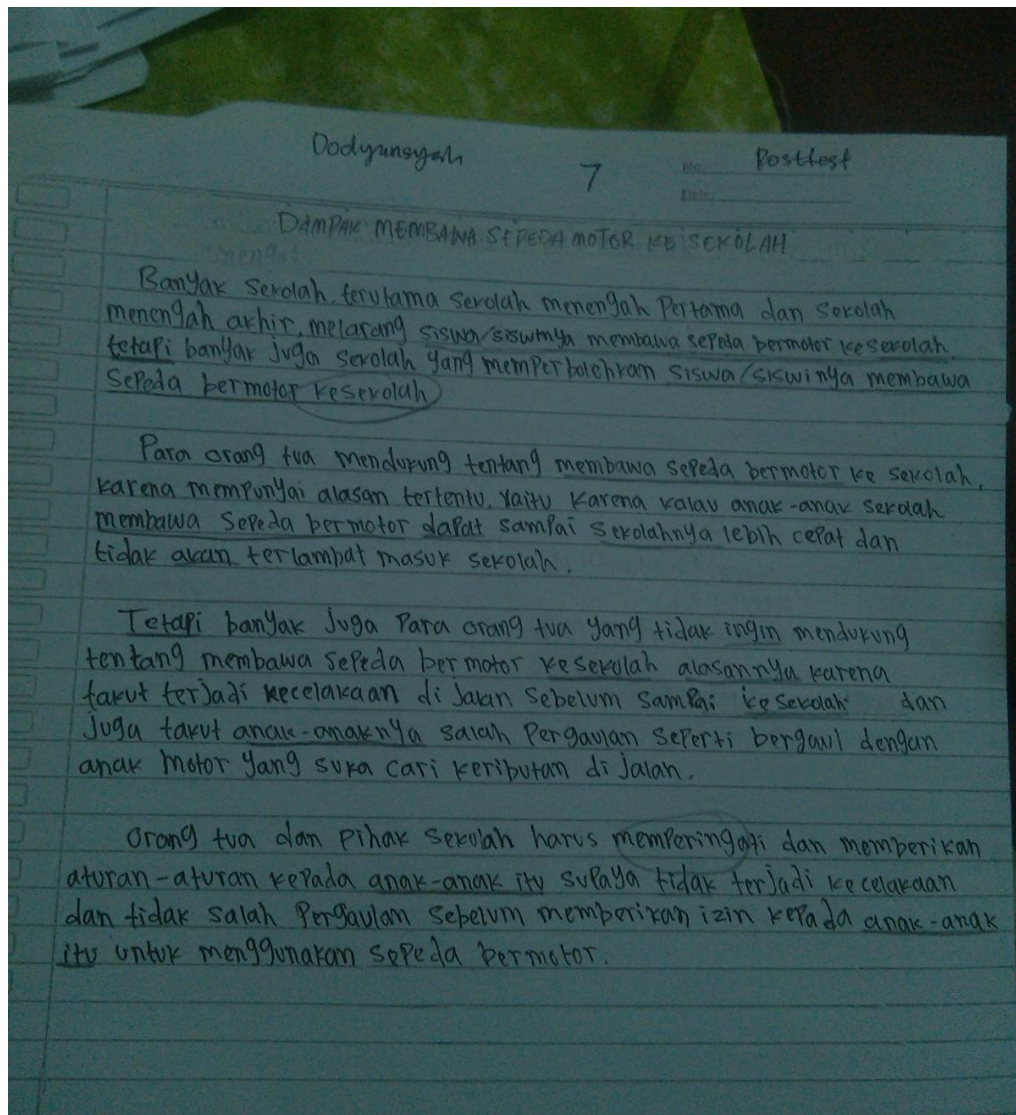 Dodyunsyah
7
No.
Posttest
Date.
DAMPAK MEMBAWA SEPEDA MOTOR KE SEKOLAH
Banyak sekolah, terutama sekolah menengah pertama dan sekolah
menengah akhir, melarang siswa/siswinya membawa sepeda bermotor kesekolah.
tetapi banyak juga sekolah yang memperbolehkan siswa/siswinya membawa
sepeda bermotor kesekolah
Para orang tua mendukung tentang membawa sepeda bermotor ke sekolah,
karena mempunyai alasan tertentu, yaitu karena kalau anak-anak sekolah
membawa sepeda bermotor dapat sampai sekolahnya lebih cepat dan
tidak akan terlambat masuk sekolah.
Tetapi banyak juga para orang tua yang tidak ingin mendukung
tentang membawa sepeda bermotor kesekolah alasannya karena
takut terjadi kecelakaan di jalan sebelum sampai ke sekolah dan
juga takut anak-anaknya salah pergaulan seperti bergaul dengan
anak motor yang suka cari keributan di jalan.
Orang tua dan pihak sekolah harus memperingati dan memberikan
aturan-aturan kepada anak-anak itu supaya tidak terjadi kecelakaan
dan tidak salah pergaulan sebelum memberikan izin kepada anak-anak
itu untuk menggunakan sepeda bermotor.